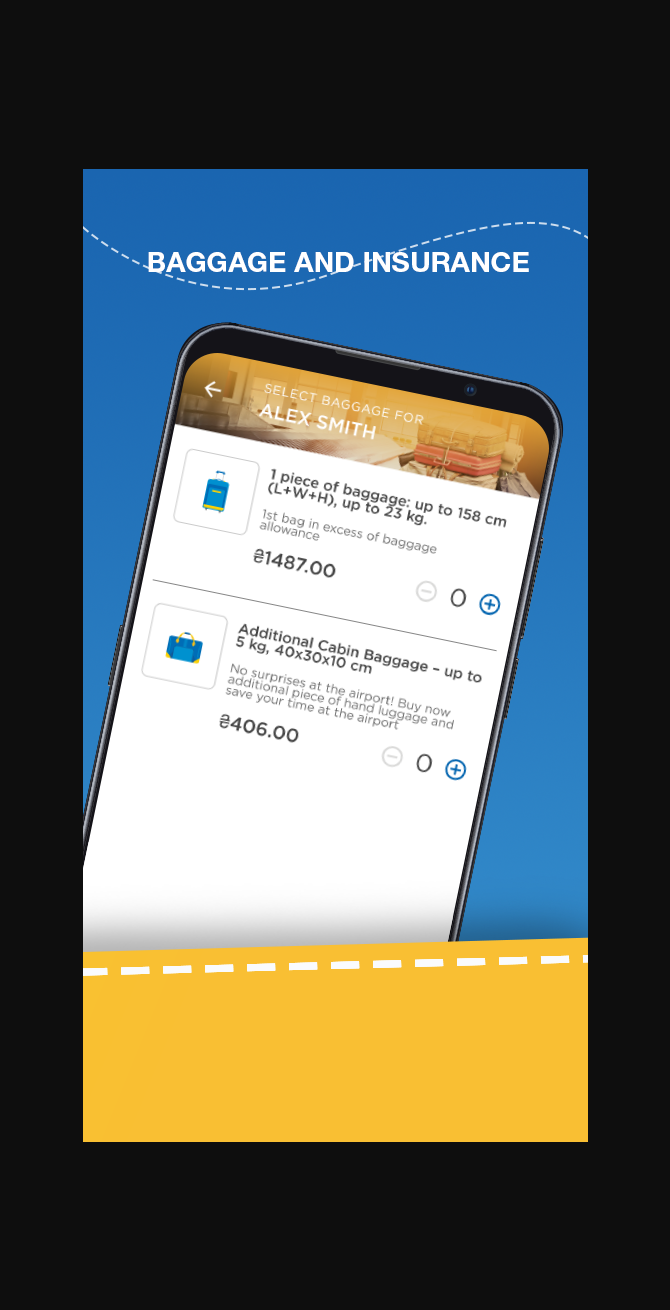 BAGGAGE AND INSURANCE
SELECT BAGGAGE FOR
ALEX SMITH
1 piece of baggage: up to 158 cm
(L+W+H), up to 23 kg.
1st bag in excess of baggage
allowance
₴1487.00
0
Additional Cabin Baggage – up to
5 kg, 40x30x10 cm
No surprises at the airport! Buy now
additional piece of hand luggage and
save your time at the airport
₴406.00
0